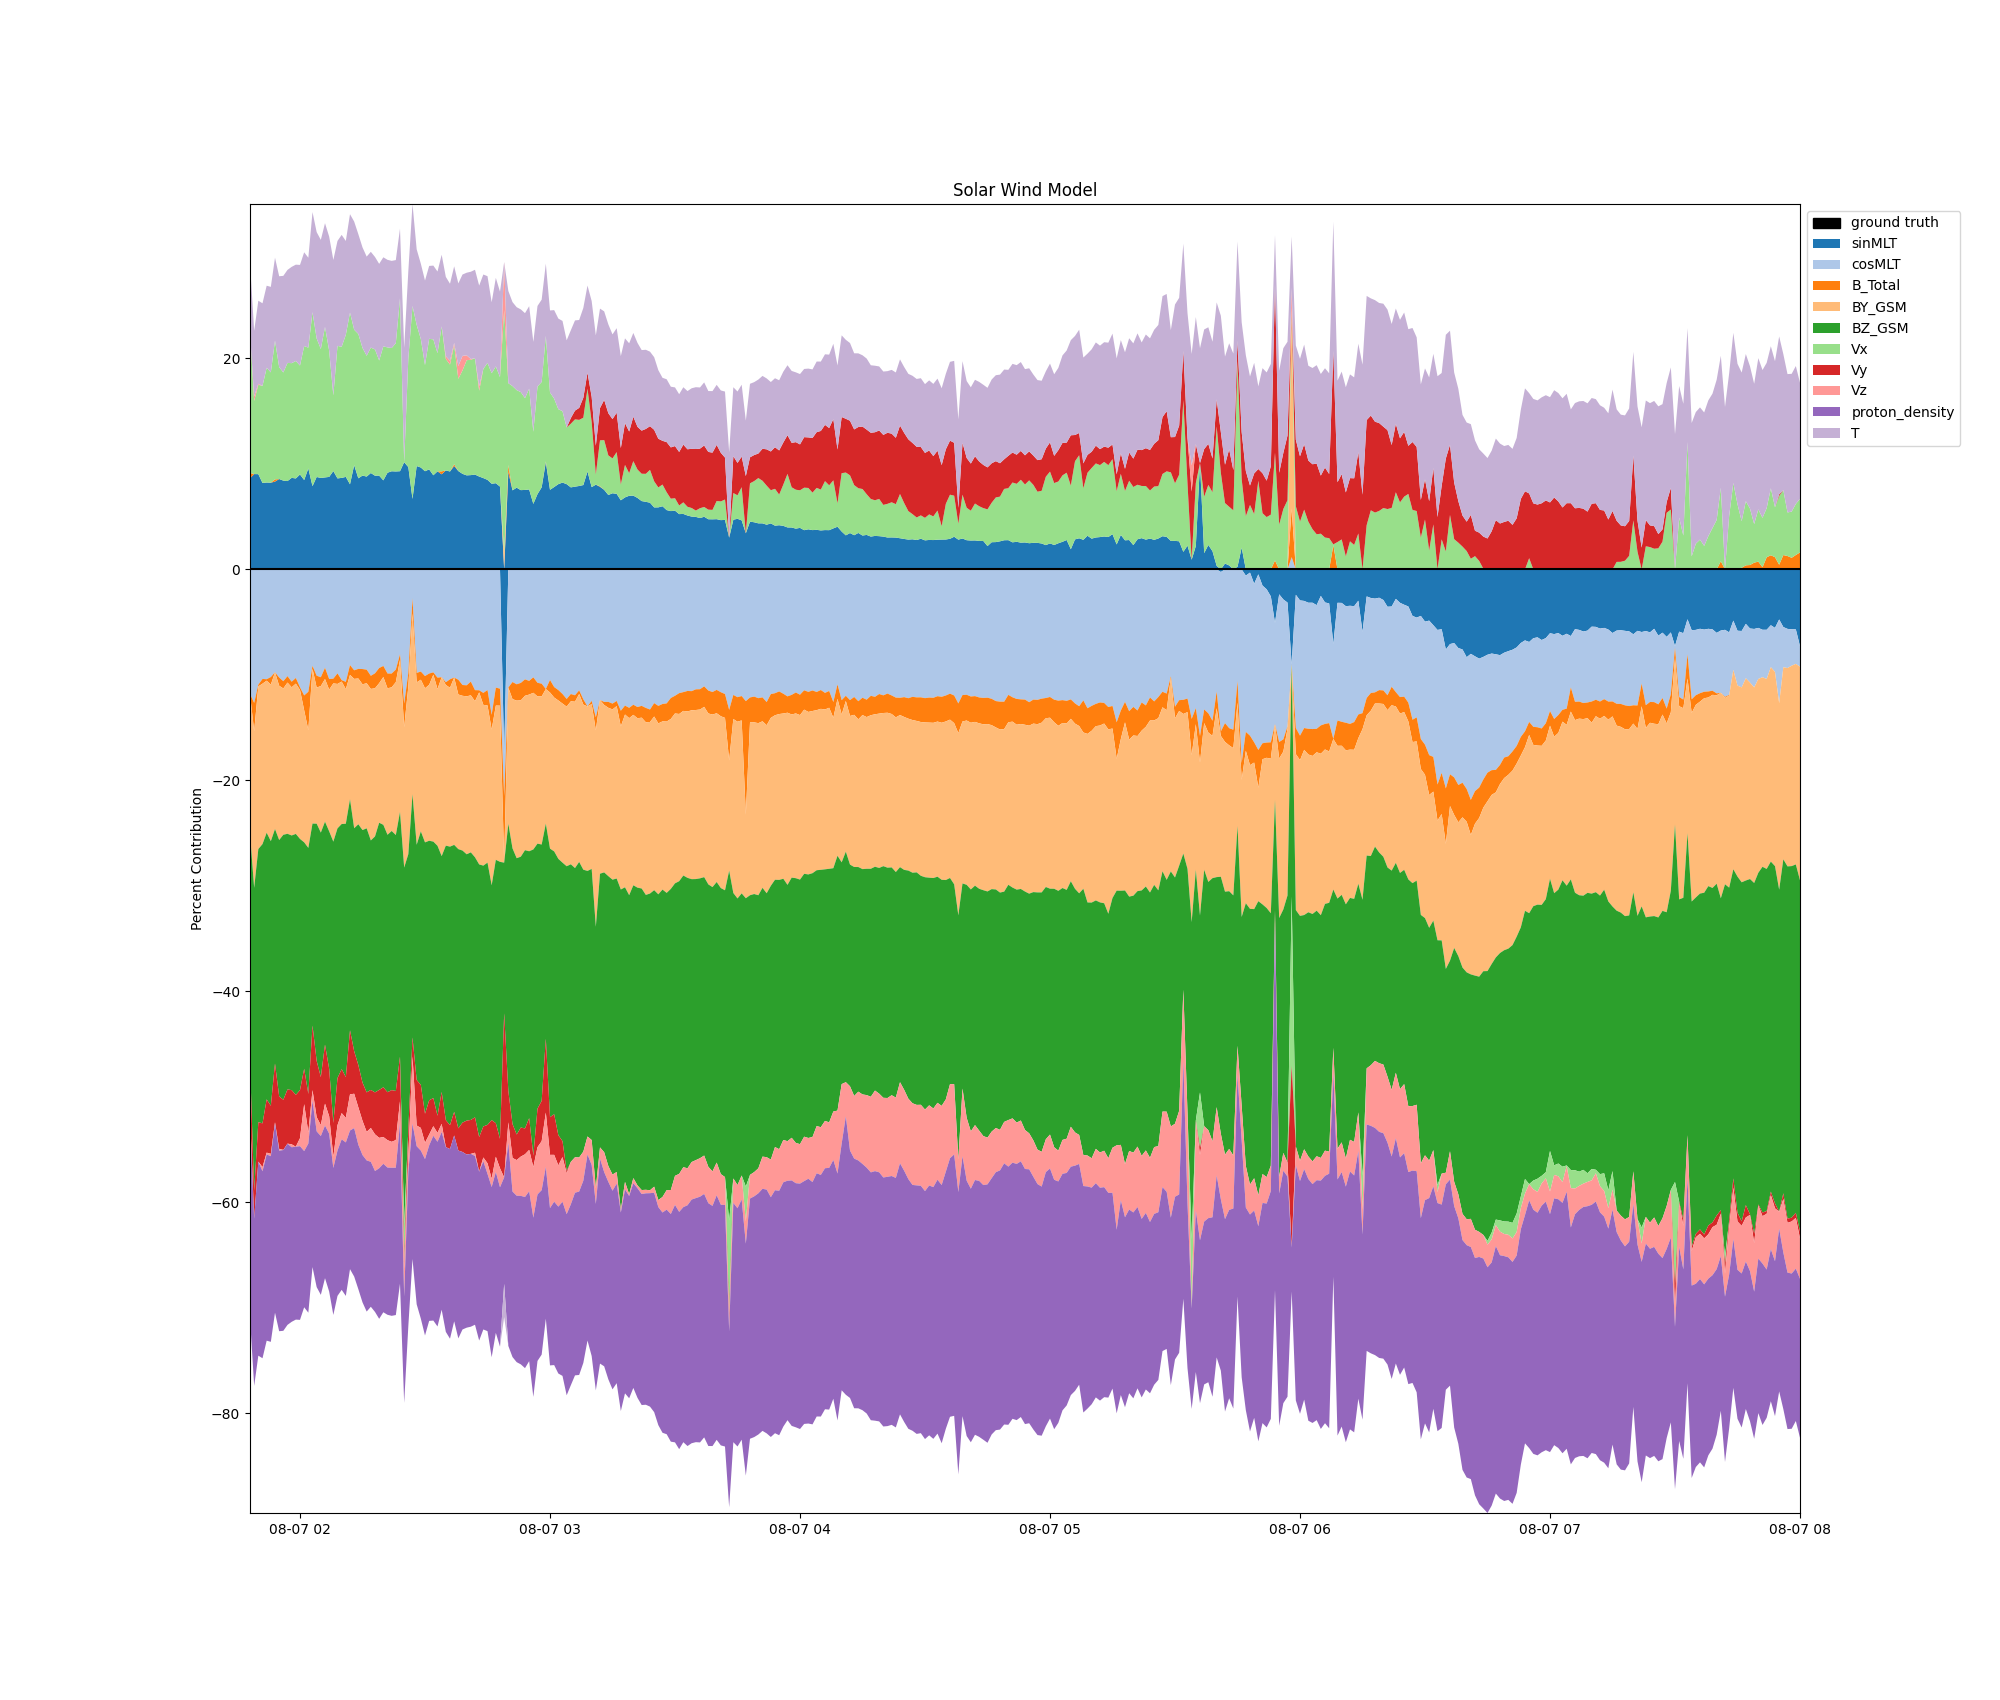 Solar Wind Model
ground truth
sinMLT
cosMLT
B_Total
BY_GSM
BZ_GSM
Vx
Vy
Vz
proton_density
T
Percent Contribution
20
0
−20
−40
−60
−80
08-07 02
08-07 03
08-07 04
08-07 05
08-07 06
08-07 07
08-07 08